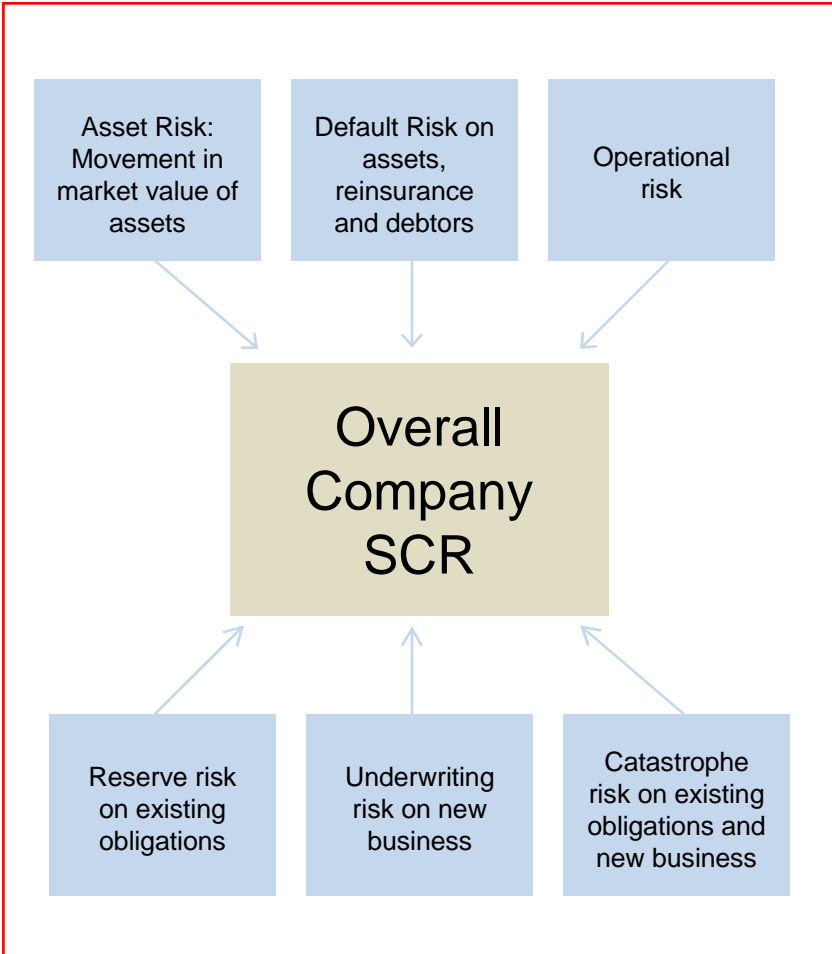 Asset Risk:
Movement in
market value of
assets
Default Risk on
assets,
reinsurance
and debtors
Operational
risk
Overall
Company
SCR
Reserve risk
on existing
obligations
Underwriting
risk on new
business
Catastrophe
risk on existing
obligations and
new business